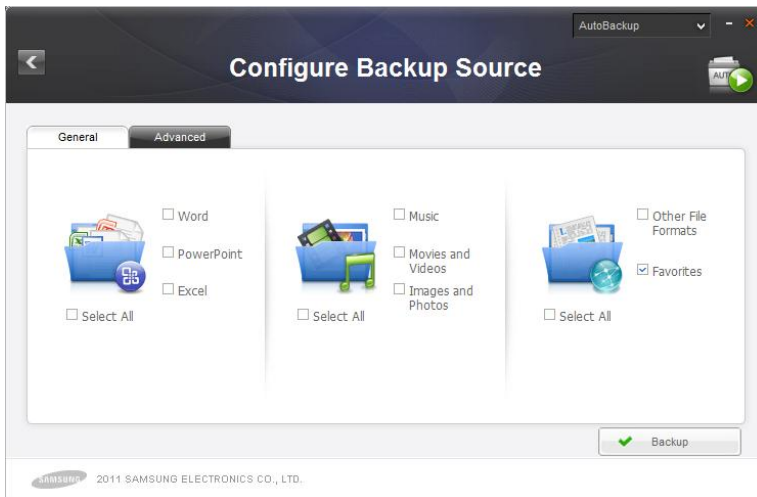 AutoBackup
Configure Backup Source
AUTO
General
Advanced
Word
PowerPoint
Excel
Select All
Music
Movies and
Videos
Images and
Photos
Select All
Other File
Formats
Favorites
Select All
Backup
SAMSUNG
2011 SAMSUNG ELECTRONICS CO., LTD.